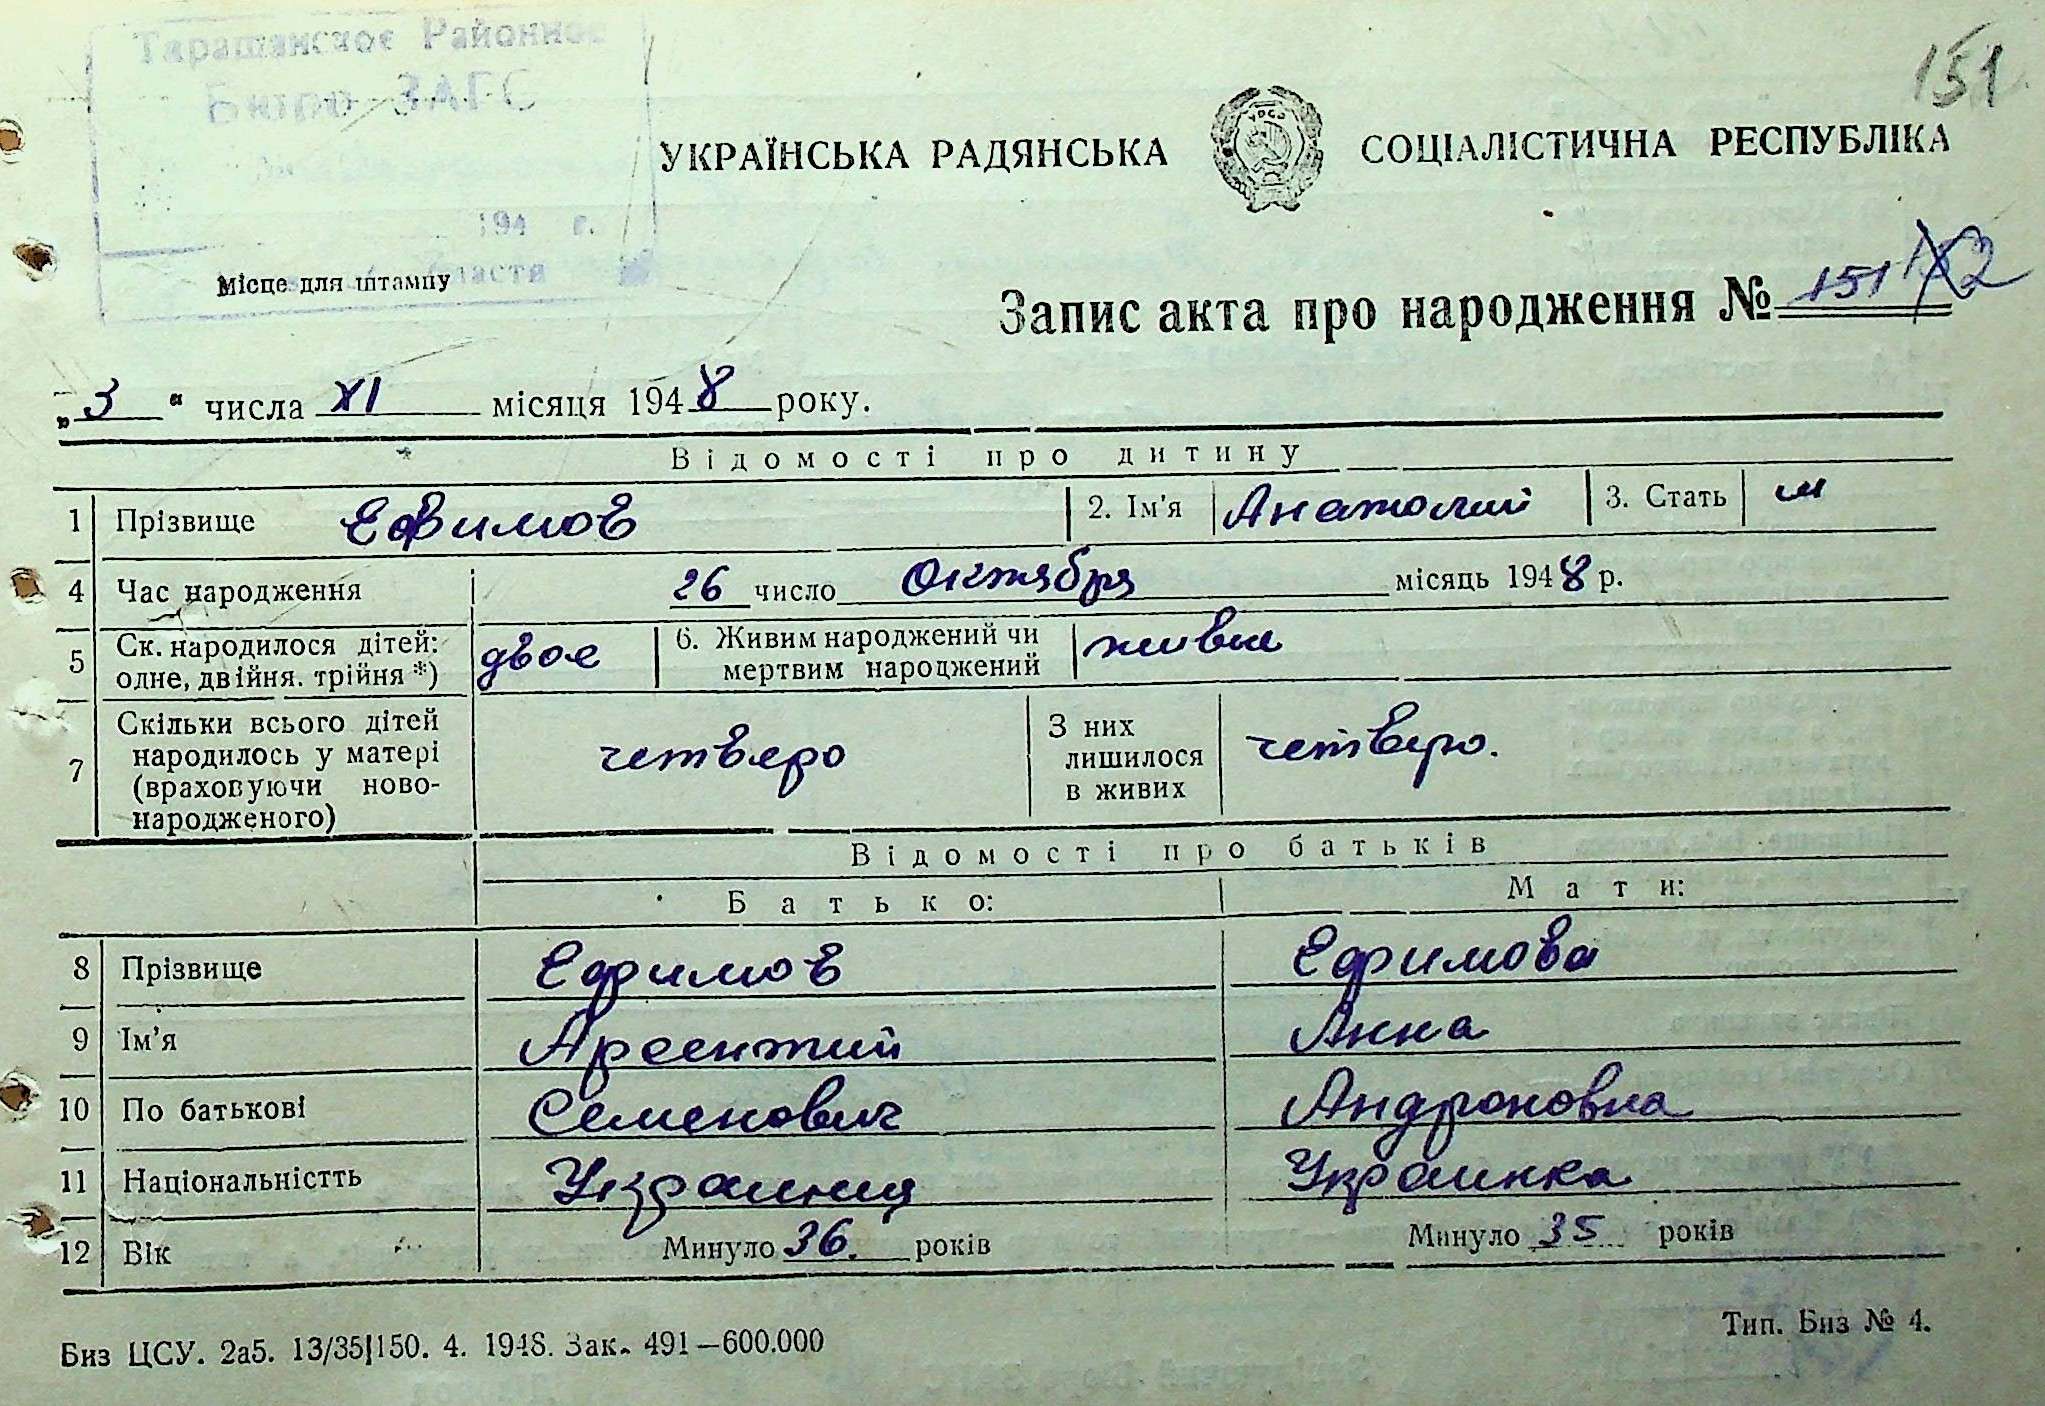 Таращанское Районное
Бюро ЗАГС
194 г.
области
151
УКРАЇНСЬКА РАДЯНСЬКА СОЦІАЛІСТИЧНА РЕСПУБЛІКА
УРСР
Місце для штампу
Запис акта про народження № 151 152
„3“ числа XI місяця 1948 року.
Відомості про дитину
1 Прізвище Ефимов 2. Ім'я Анатолий 3. Стать м
4 Час народження 26 число Октября місяць 1948 р.
5 Ск. народилося дітей: одне, двійня. трійня *) двое 6. Живим народжений чи мертвим народжений живые
7 Скільки всього дітей народилось у матері (враховуючи ново-народженого) четверо З них лишилося в живих четверо.
Відомості про батьків
Батько: Мати:
8 Прізвище Ефимов Ефимова
9 Ім'я Арсентий Анна
10 По батькові Семенович Андроновна
11 Національністть Украинец Украинка
12 Вік Минуло 36. років Минуло 35 років
Биз ЦСУ. 2а5. 13/35|150. 4. 1948. Зак. 491—600.000
Тип. Биз № 4.